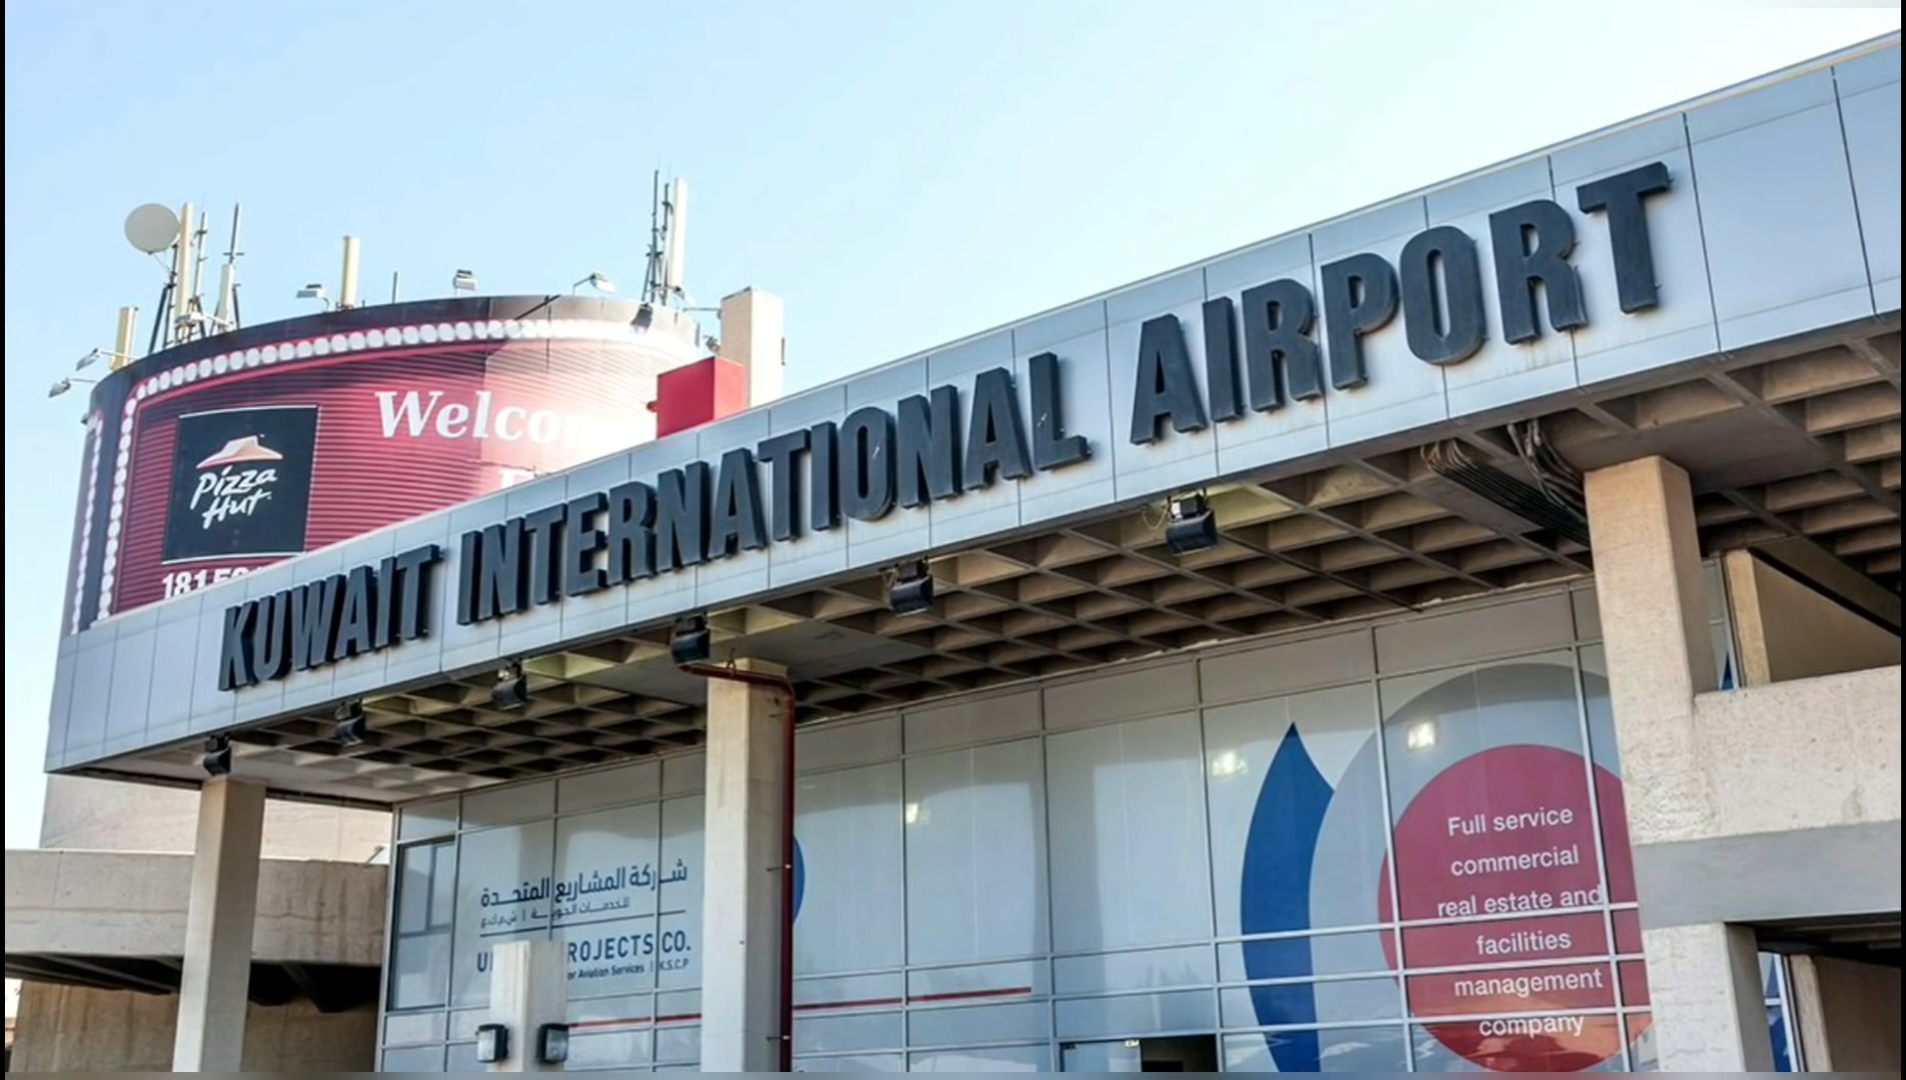 Welco
Pizza
Hut
KUWAIT INTERNATIONAL AIRPORT
شركة المشاريع المتحدة
للخدمات الجوية | ش.م.ك.ع
ROJECTS CO.
or Aviation Services | K.S.C.P
Full service
commercial
real estate and
facilities
management
company